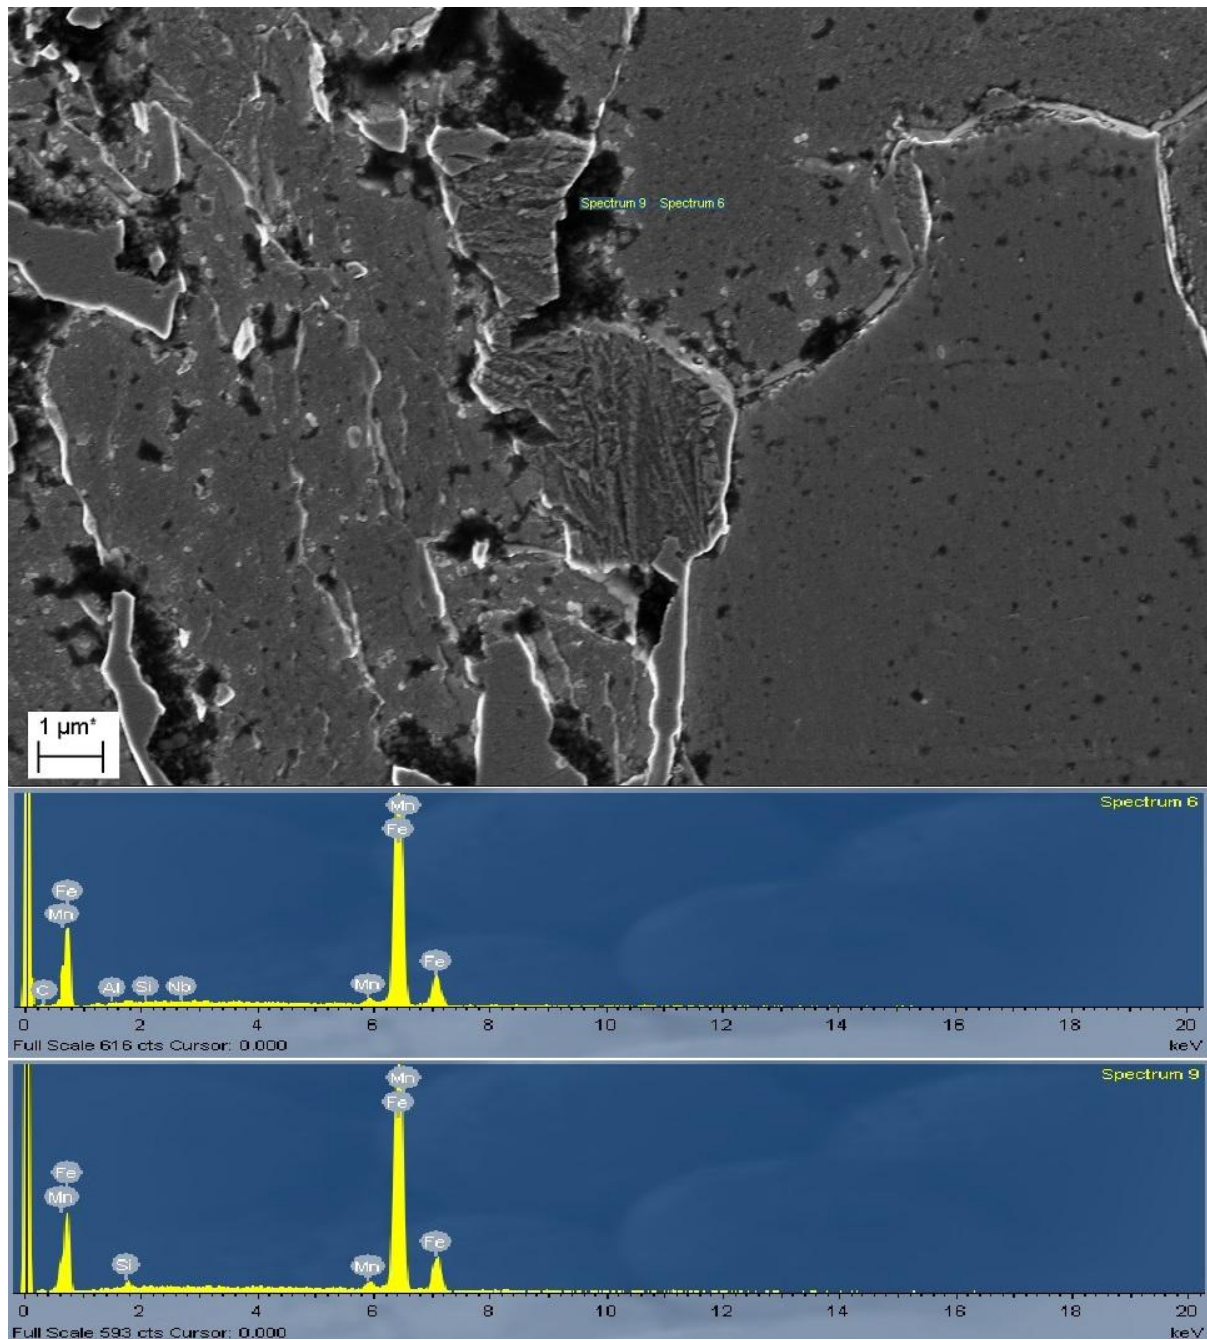 Spectrum 9 Spectrum 6
1 µm*
Spectrum 6
Mn
Fe
Fe
Mn
Fe
C Al Si Nb Mn
0 2 4 6 8 10 12 14 16 18 20
Full Scale 616 cts Cursor: 0.000 keV
Spectrum 9
Mn
Fe
Fe
Mn
Fe
Si Mn
0 2 4 6 8 10 12 14 16 18 20
Full Scale 593 cts Cursor: 0.000 keV